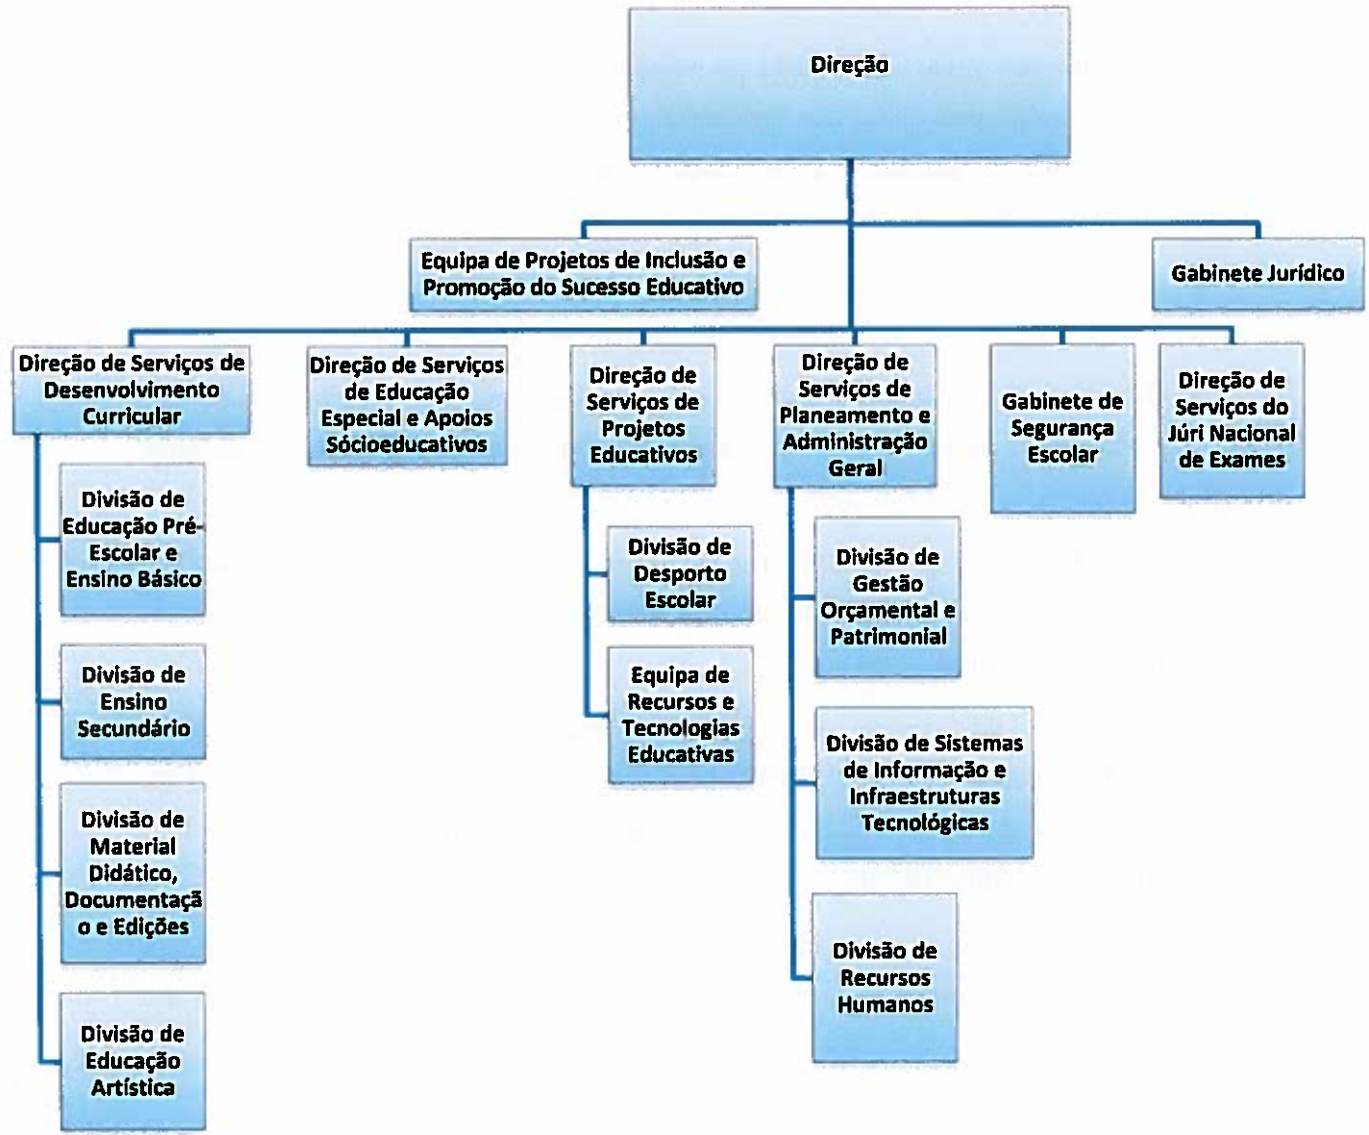 Direção
Equipa de Projetos de Inclusão e
Promoção do Sucesso Educativo
Gabinete Jurídico
Direção de Serviços de
Desenvolvimento
Curricular
Direção de Serviços
de Educação
Especial e Apoios
Sócioeducativos
Direção de
Serviços de
Projetos
Educativos
Direção de
Serviços de
Planeamento e
Administração
Geral
Gabinete de
Segurança
Escolar
Direção de
Serviços do
Júri Nacional
de Exames
Divisão de
Educação Pré-
Escolar e
Ensino Básico
Divisão de
Ensino
Secundário
Divisão de
Material
Didático,
Documentaçã
o e Edições
Divisão de
Educação
Artística
Divisão de
Desporto
Escolar
Equipa de
Recursos e
Tecnologias
Educativas
Divisão de
Gestão
Orçamental e
Patrimonial
Divisão de Sistemas
de Informação e
Infraestruturas
Tecnológicas
Divisão de
Recursos
Humanos